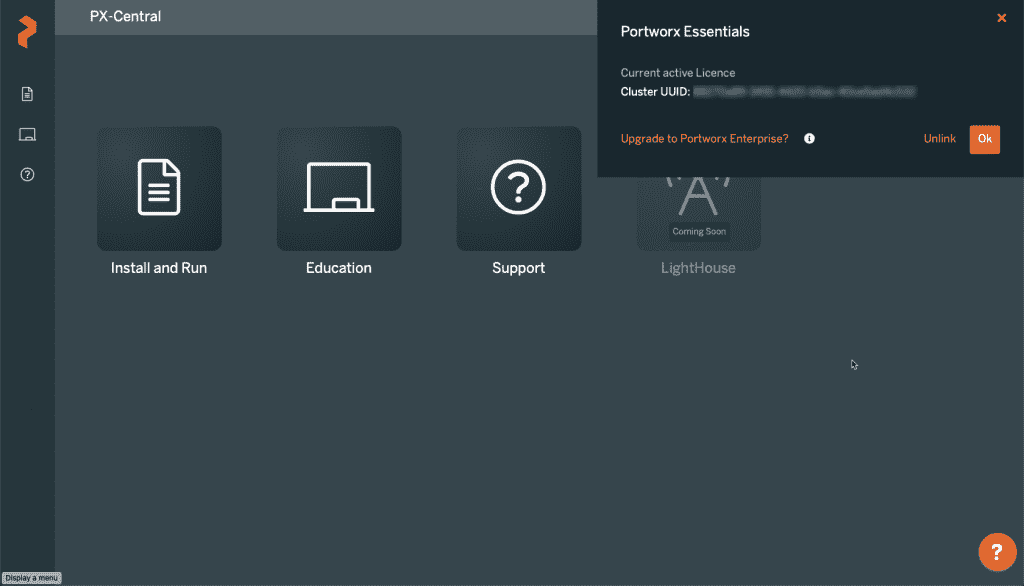 PX-Central
Portworx Essentials
Current active Licence
Cluster UUID:
Upgrade to Portworx Enterprise?
Unlink
Ok
Coming Soon
Install and Run
Education
Support
LightHouse
?
Display a menu